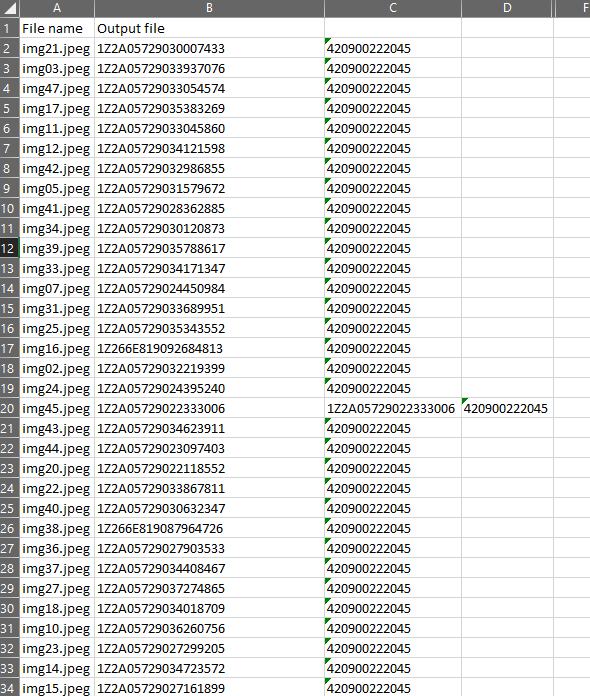 A B C D F
1 File name Output file
2 img21.jpeg 1Z2A05729030007433 420900222045
3 img03.jpeg 1Z2A05729033937076 420900222045
4 img47.jpeg 1Z2A05729033054574 420900222045
5 img17.jpeg 1Z2A05729035383269 420900222045
6 img11.jpeg 1Z2A05729033045860 420900222045
7 img12.jpeg 1Z2A05729034121598 420900222045
8 img42.jpeg 1Z2A05729032986855 420900222045
9 img05.jpeg 1Z2A05729031579672 420900222045
10 img41.jpeg 1Z2A05729028362885 420900222045
11 img34.jpeg 1Z2A05729030120873 420900222045
12 img39.jpeg 1Z2A05729035788617 420900222045
13 img33.jpeg 1Z2A05729034171347 420900222045
14 img07.jpeg 1Z2A05729024450984 420900222045
15 img31.jpeg 1Z2A05729033689951 420900222045
16 img25.jpeg 1Z2A05729035343552 420900222045
17 img16.jpeg 1Z266E819092684813 420900222045
18 img02.jpeg 1Z2A05729032219399 420900222045
19 img24.jpeg 1Z2A05729024395240 420900222045
20 img45.jpeg 1Z2A05729022333006 1Z2A05729022333006 420900222045
21 img43.jpeg 1Z2A05729034623911 420900222045
22 img44.jpeg 1Z2A05729023097403 420900222045
23 img20.jpeg 1Z2A05729022118552 420900222045
24 img22.jpeg 1Z2A05729033867811 420900222045
25 img40.jpeg 1Z2A05729030632347 420900222045
26 img38.jpeg 1Z266E819087964726 420900222045
27 img36.jpeg 1Z2A05729027903533 420900222045
28 img37.jpeg 1Z2A05729034408467 420900222045
29 img27.jpeg 1Z2A05729037274865 420900222045
30 img18.jpeg 1Z2A05729034018709 420900222045
31 img10.jpeg 1Z2A05729036260756 420900222045
32 img23.jpeg 1Z2A05729027299205 420900222045
33 img14.jpeg 1Z2A05729034723572 420900222045
34 img15.jpeg 1Z2A05729027161899 420900222045